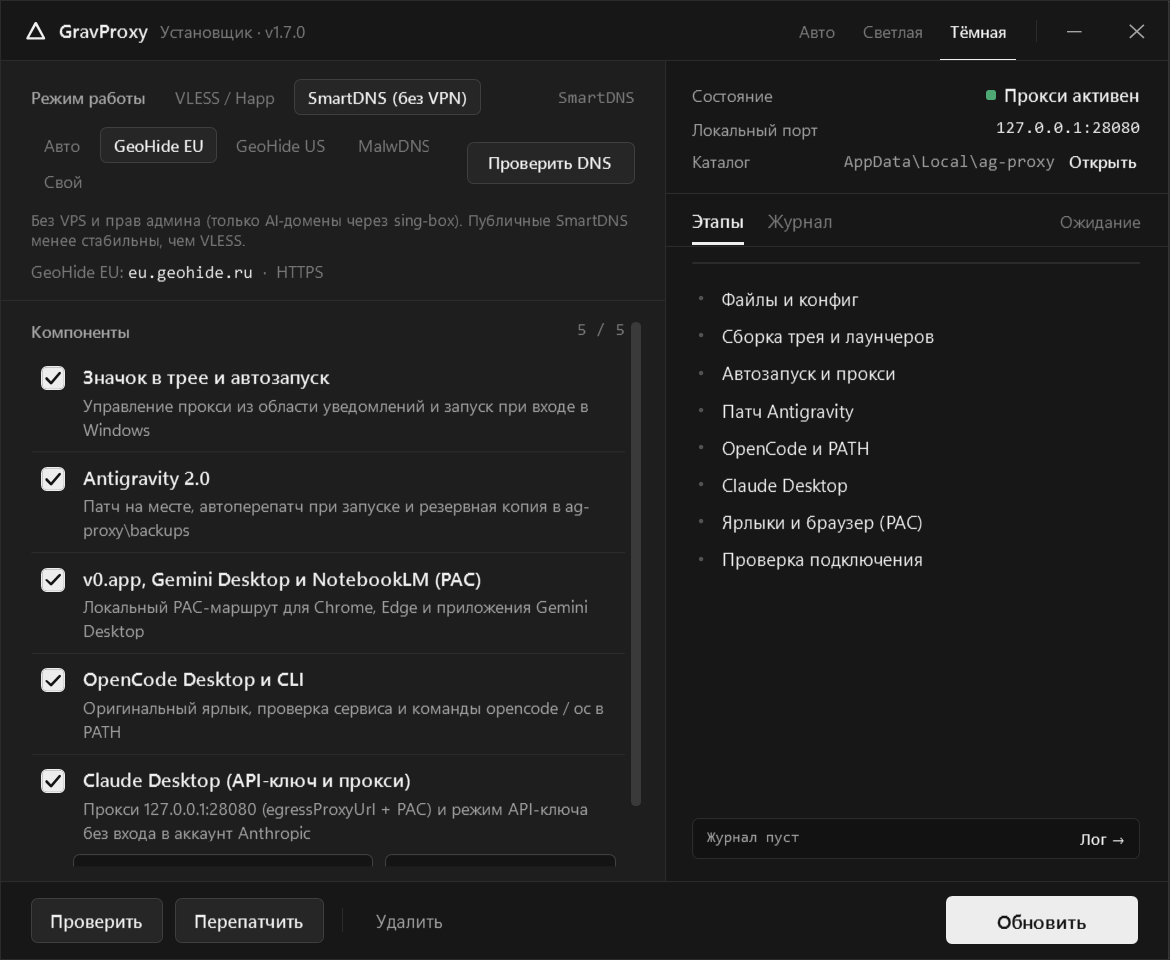 GravProxy Установщик · v1.7.0
Авто Светлая Тёмная
Режим работы VLESS / Happ SmartDNS (без VPN) SmartDNS
Авто GeoHide EU GeoHide US MalwDNS
Свой
Проверить DNS
Без VPS и прав админа (только AI-домены через sing-box). Публичные SmartDNS
менее стабильны, чем VLESS.
GeoHide EU: eu.geohide.ru · HTTPS
Компоненты 5 / 5
Значок в трее и автозапуск
Управление прокси из области уведомлений и запуск при входе в
Windows
Antigravity 2.0
Патч на месте, автоперепатч при запуске и резервная копия в ag-
proxy\backups
v0.app, Gemini Desktop и NotebookLM (PAC)
Локальный PAC-маршрут для Chrome, Edge и приложения Gemini
Desktop
OpenCode Desktop и CLI
Оригинальный ярлык, проверка сервиса и команды opencode / oc в
PATH
Claude Desktop (API-ключ и прокси)
Прокси 127.0.0.1:28080 (egressProxyUrl + PAC) и режим API-ключа
без входа в аккаунт Anthropic
Состояние Прокси активен
Локальный порт 127.0.0.1:28080
Каталог AppData\Local\ag-proxy Открыть
Этапы Журнал Ожидание
Файлы и конфиг
Сборка трея и лаунчеров
Автозапуск и прокси
Патч Antigravity
OpenCode и PATH
Claude Desktop
Ярлыки и браузер (PAC)
Проверка подключения
Журнал пуст Лог →
Проверить Перепатчить Удалить Обновить